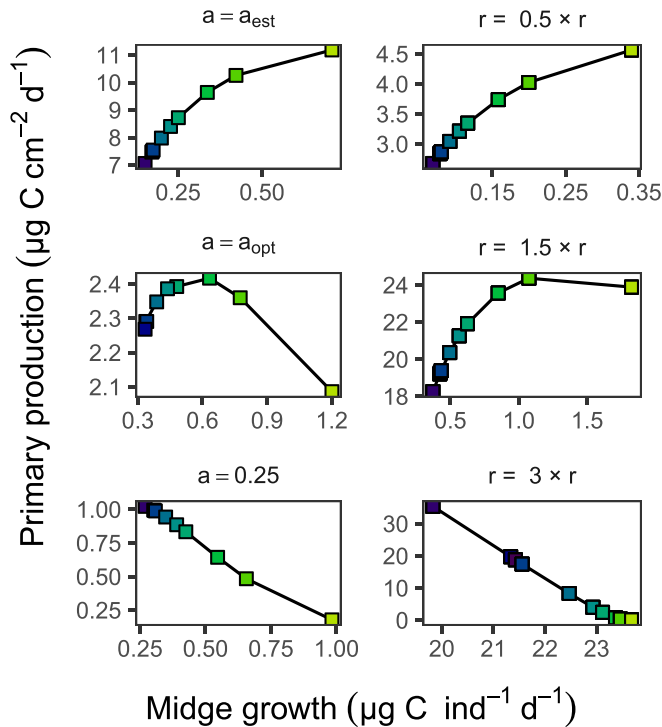 a = a_est
r = 0.5 × r
11
10
9
8
7
0.25 0.50
4.5
4.0
3.5
3.0
0.15 0.25 0.35
a = a_opt
r = 1.5 × r
2.4
2.3
2.2
2.1
0.3 0.6 0.9 1.2
24
22
20
18
0.5 1.0 1.5
a = 0.25
r = 3 × r
1.00
0.75
0.50
0.25
0.25 0.50 0.75 1.00
30
20
10
0
20 21 22 23
Primary production (μg C cm⁻² d⁻¹)
Midge growth (μg C ind⁻¹ d⁻¹)